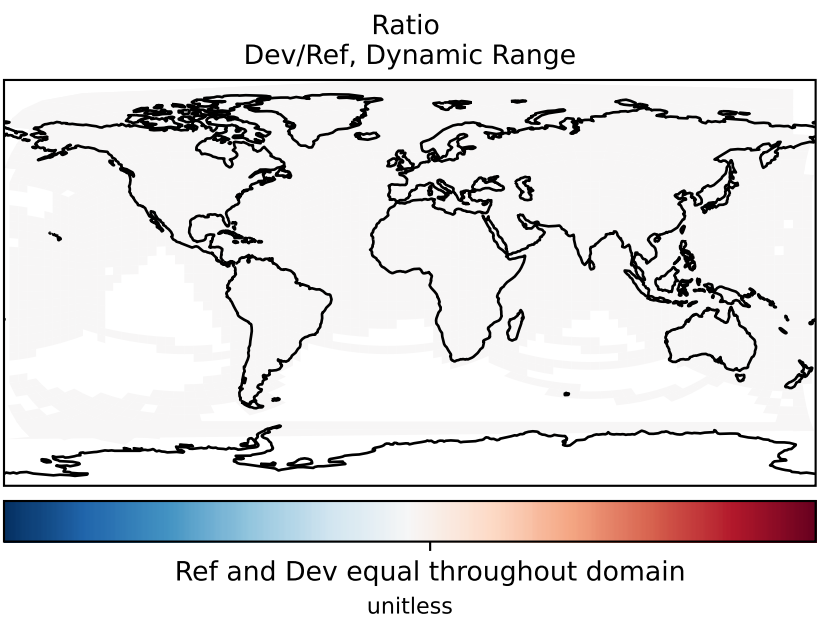 Ratio
Dev/Ref, Dynamic Range
Ref and Dev equal throughout domain
unitless